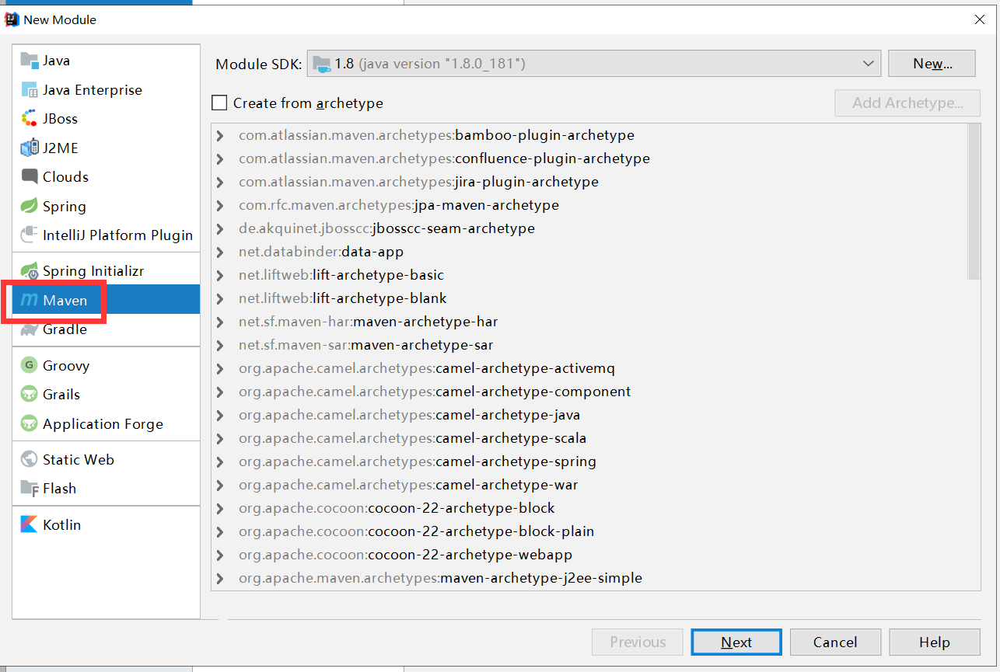 New Module
Java
Java Enterprise
JBoss
J2ME
Clouds
Spring
IntelliJ Platform Plugin
Spring Initializr
Maven
Gradle
Groovy
Grails
Application Forge
Static Web
Flash
Kotlin
Module SDK: 1.8 (java version "1.8.0_181") New...
Create from archetype Add Archetype...
com.atlassian.maven.archetypes:bamboo-plugin-archetype
com.atlassian.maven.archetypes:confluence-plugin-archetype
com.atlassian.maven.archetypes:jira-plugin-archetype
com.rfc.maven.archetypes:jpa-maven-archetype
de.akquinet.jbosscc:jbosscc-seam-archetype
net.databinder:data-app
net.liftweb:lift-archetype-basic
net.liftweb:lift-archetype-blank
net.sf.maven-har:maven-archetype-har
net.sf.maven-sar:maven-archetype-sar
org.apache.camel.archetypes:camel-archetype-activemq
org.apache.camel.archetypes:camel-archetype-component
org.apache.camel.archetypes:camel-archetype-java
org.apache.camel.archetypes:camel-archetype-scala
org.apache.camel.archetypes:camel-archetype-spring
org.apache.camel.archetypes:camel-archetype-war
org.apache.cocoon:cocoon-22-archetype-block
org.apache.cocoon:cocoon-22-archetype-block-plain
org.apache.cocoon:cocoon-22-archetype-webapp
org.apache.maven.archetypes:maven-archetype-j2ee-simple
Previous Next Cancel Help